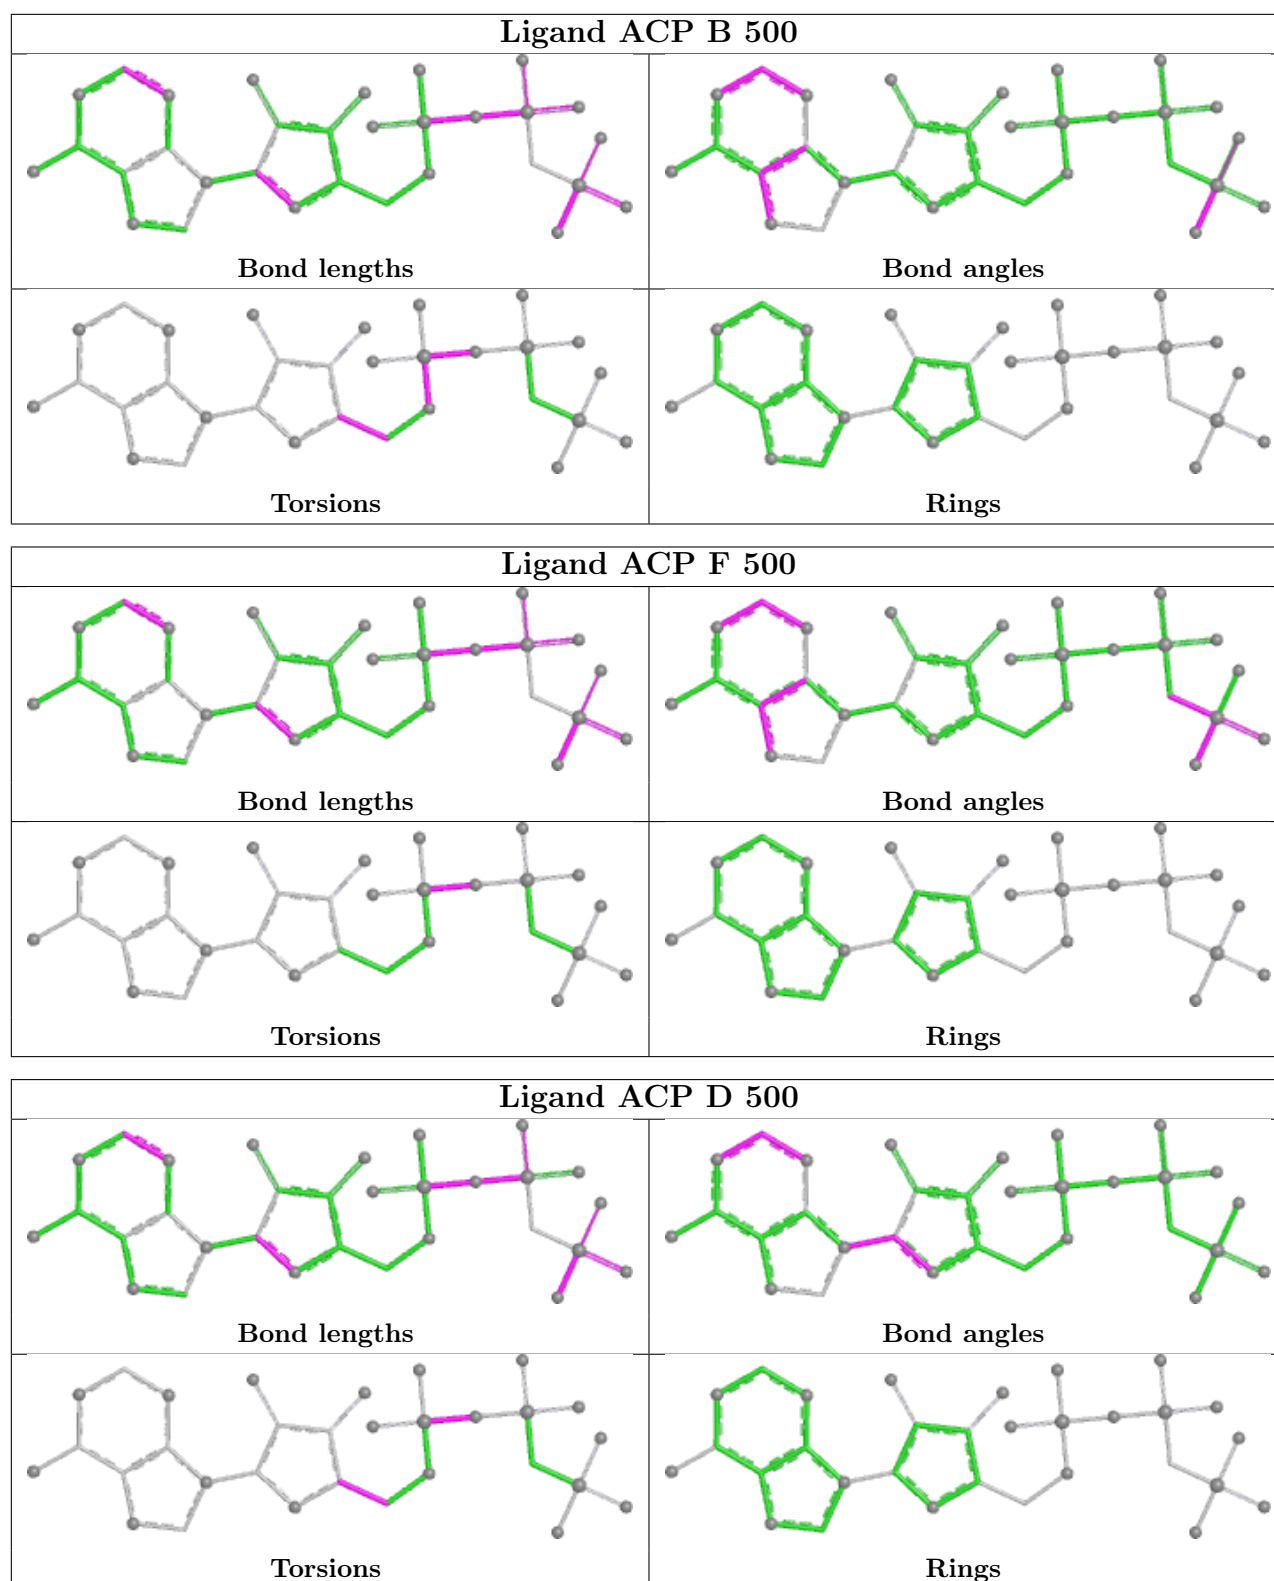 Ligand ACP B 500
Bond lengths
Bond angles
Torsions
Rings
Ligand ACP F 500
Bond lengths
Bond angles
Torsions
Rings
Ligand ACP D 500
Bond lengths
Bond angles
Torsions
Rings